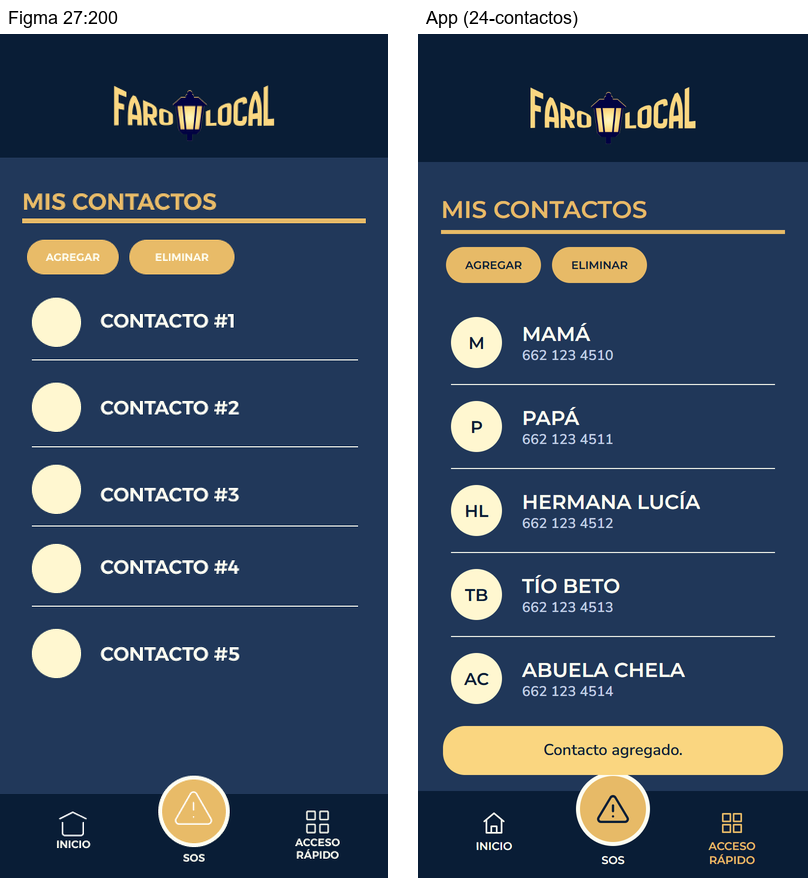 Figma 27:200
FARO LOCAL
MIS CONTACTOS
AGREGAR
ELIMINAR
CONTACTO #1
CONTACTO #2
CONTACTO #3
CONTACTO #4
CONTACTO #5
INICIO
SOS
ACCESO
RÁPIDO
App (24-contactos)
FARO LOCAL
MIS CONTACTOS
AGREGAR
ELIMINAR
M
MAMÁ
662 123 4510
P
PAPÁ
662 123 4511
HL
HERMANA LUCÍA
662 123 4512
TB
TÍO BETO
662 123 4513
AC
ABUELA CHELA
662 123 4514
Contacto agregado.
INICIO
SOS
ACCESO
RÁPIDO